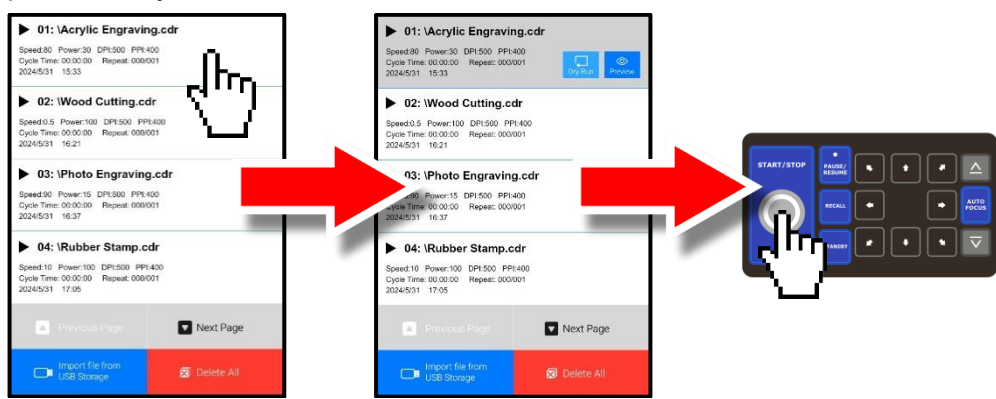 01: \Acrylic Engraving.cdr
Speed:80 Power:30 DPI:500 PPI:400
Cycle Time: 00:00:00 Repeat: 000/001
2024/5/31 15:33
02: \Wood Cutting.cdr
Speed:0.5 Power:100 DPI:500 PPI:400
Cycle Time: 00:00:00 Repeat: 000/001
2024/5/31 16:21
03: \Photo Engraving.cdr
Speed:90 Power:15 DPI:500 PPI:400
Cycle Time: 00:00:00 Repeat: 000/001
2024/5/31 16:37
04: \Rubber Stamp.cdr
Speed:10 Power:100 DPI:500 PPI:400
Cycle Time: 00:00:00 Repeat: 000/001
2024/5/31 17:05
Previous Page Next Page
Import file from
USB Storage
Delete All
01: \Acrylic Engraving.cdr
Speed:80 Power:30 DPI:500 PPI:400
Cycle Time: 00:00:00 Repeat: 000/001
2024/5/31 15:33
Dry Run Preview
02: \Wood Cutting.cdr
Speed:0.5 Power:100 DPI:500 PPI:400
Cycle Time: 00:00:00 Repeat: 000/001
2024/5/31 16:21
03: \Photo Engraving.cdr
Speed:90 Power:15 DPI:500 PPI:400
Cycle Time: 00:00:00 Repeat: 000/001
2024/5/31 16:37
04: \Rubber Stamp.cdr
Speed:10 Power:100 DPI:500 PPI:400
Cycle Time: 00:00:00 Repeat: 000/001
2024/5/31 17:05
Previous Page Next Page
Import file from
USB Storage
Delete All
START/STOP
PAUSE/
RESUME
RECALL
STANDBY
AUTO
FOCUS